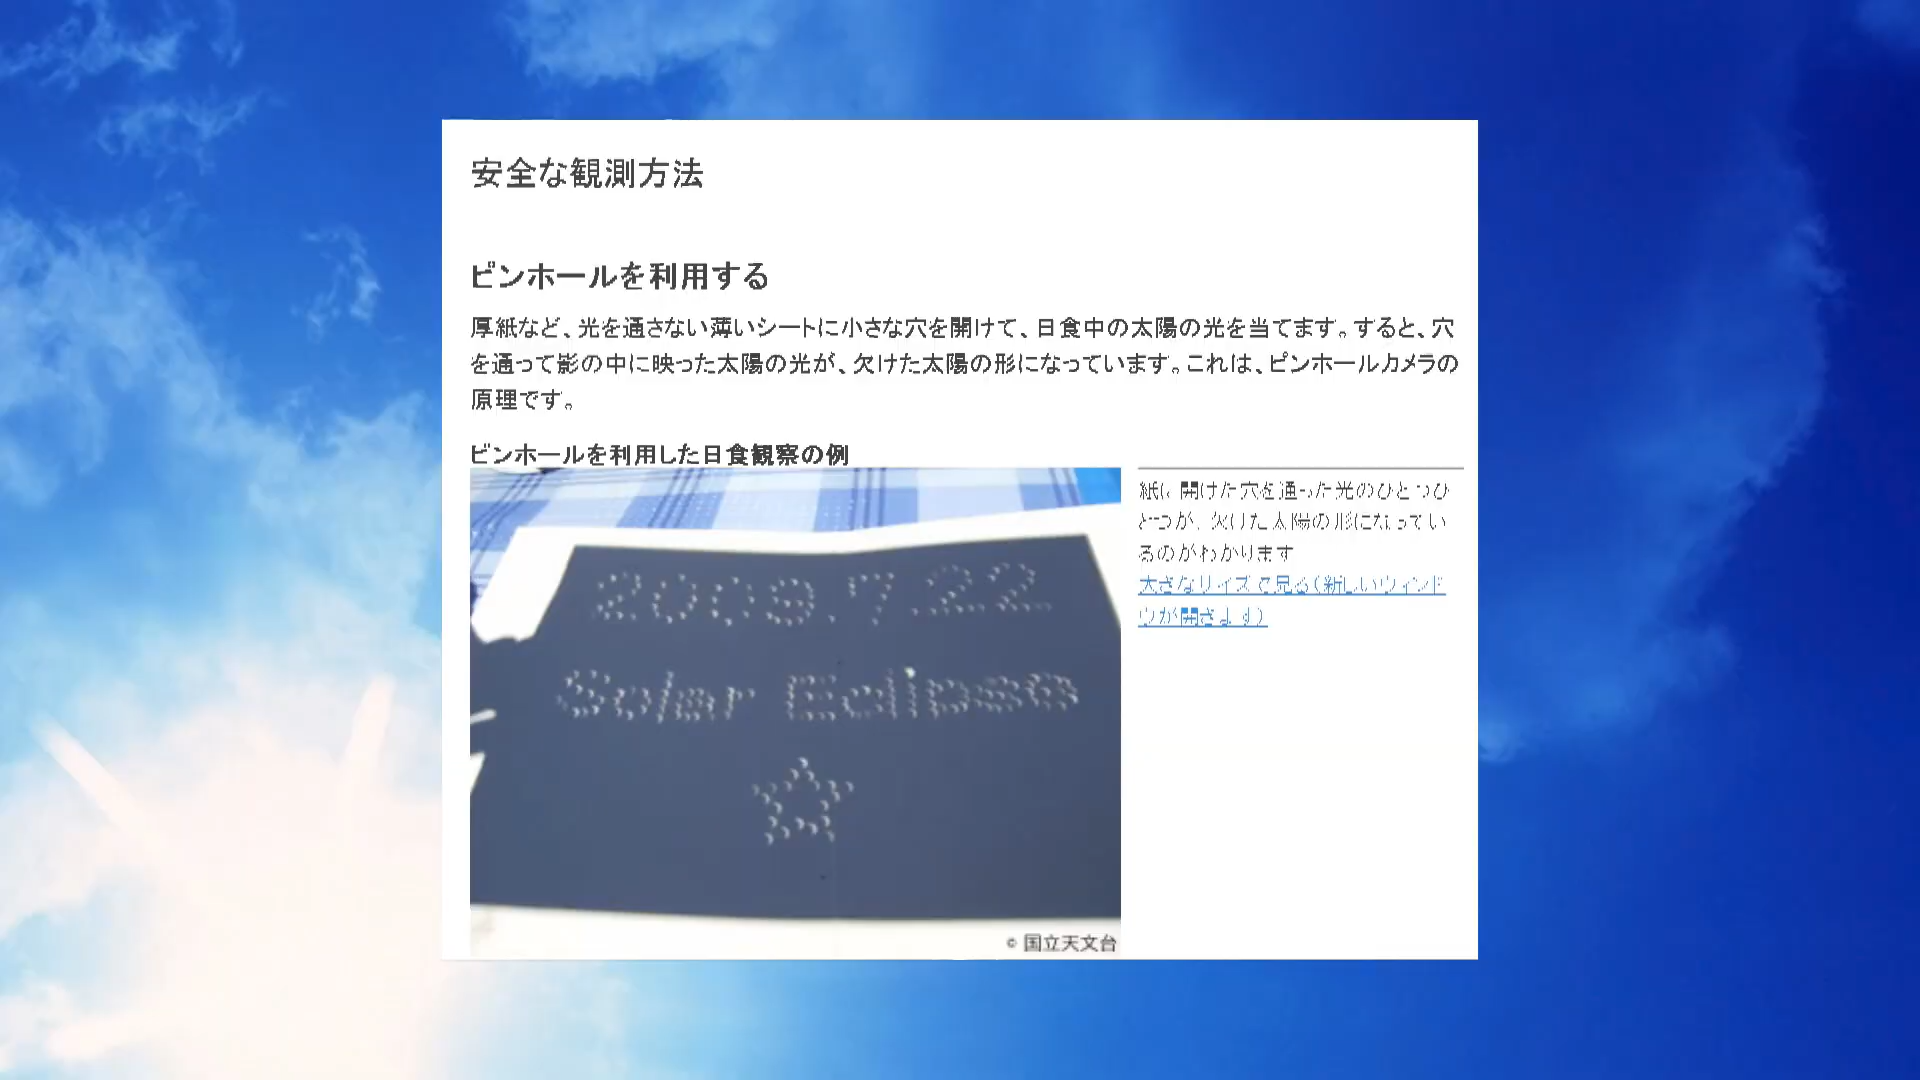 安全な観測方法
ピンホールを利用する
厚紙など、光を通さない薄いシートに小さな穴を開けて、日食中の太陽の光を当てます。すると、穴
を通って影の中に映った太陽の光が、欠けた太陽の形になっています。これは、ピンホールカメラの
原理です。
ピンホールを利用した日食観察の例
2009.7.22.
Solar Eclipse
© 国立天文台
紙に開けた穴を通った光のひとつひ
とつが、欠けた太陽の形になってい
るのがわかります
大きなサイズで見る（新しいウィンド
ウが開きます）